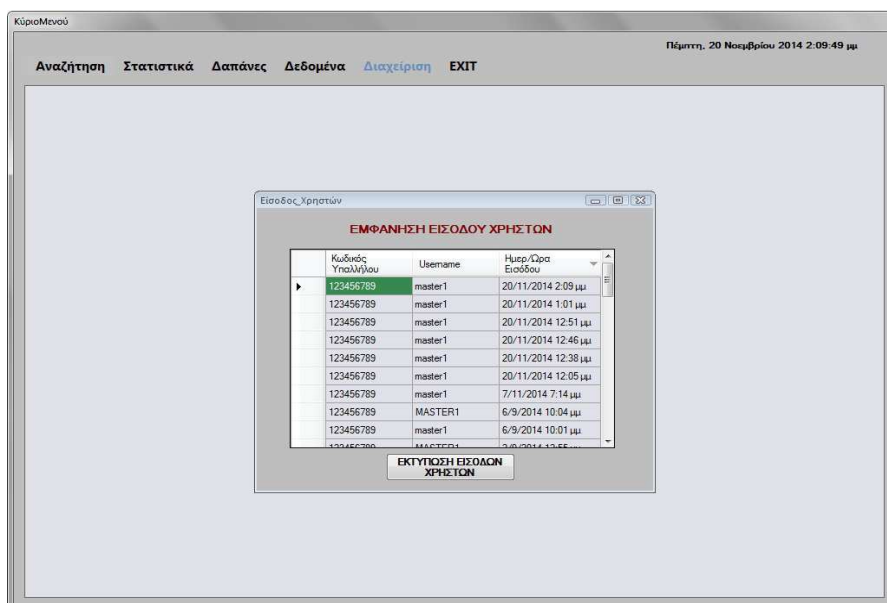 ΚύριοΜενού
Πέμπτη, 20 Νοεμβρίου 2014 2:09:49 μμ
Αναζήτηση Στατιστικά Δαπάνες Δεδομένα Διαχείριση EXIT
Είσοδος_Χρηστών
ΕΜΦΑΝΗΣΗ ΕΙΣΟΔΟΥ ΧΡΗΣΤΩΝ
Κωδικός Υπαλλήλου Username Ημερ/Ώρα Εισόδου
123456789 master1 20/11/2014 2:09 μμ
123456789 master1 20/11/2014 1:01 μμ
123456789 master1 20/11/2014 12:51 μμ
123456789 master1 20/11/2014 12:46 μμ
123456789 master1 20/11/2014 12:38 μμ
123456789 master1 20/11/2014 12:05 μμ
123456789 master1 7/11/2014 7:14 μμ
123456789 MASTER1 6/9/2014 10:04 μμ
123456789 master1 6/9/2014 10:01 μμ
123456789 MASTER1
ΕΚΤΥΠΩΣΗ ΕΙΣΟΔΩΝ
ΧΡΗΣΤΩΝ